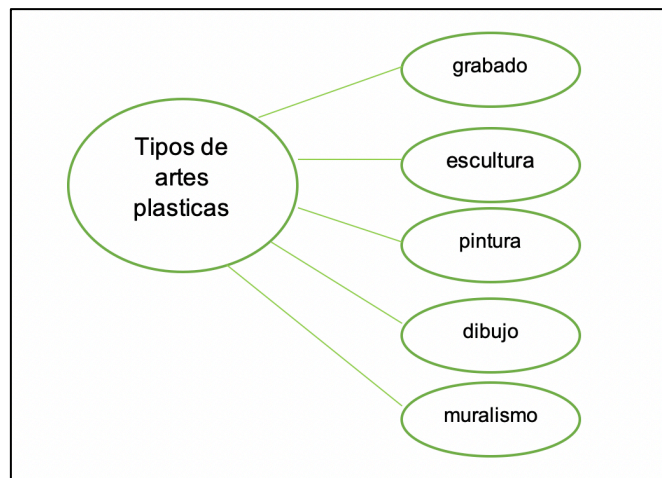 Tipos de
artes
plasticas
grabado
escultura
pintura
dibujo
muralismo